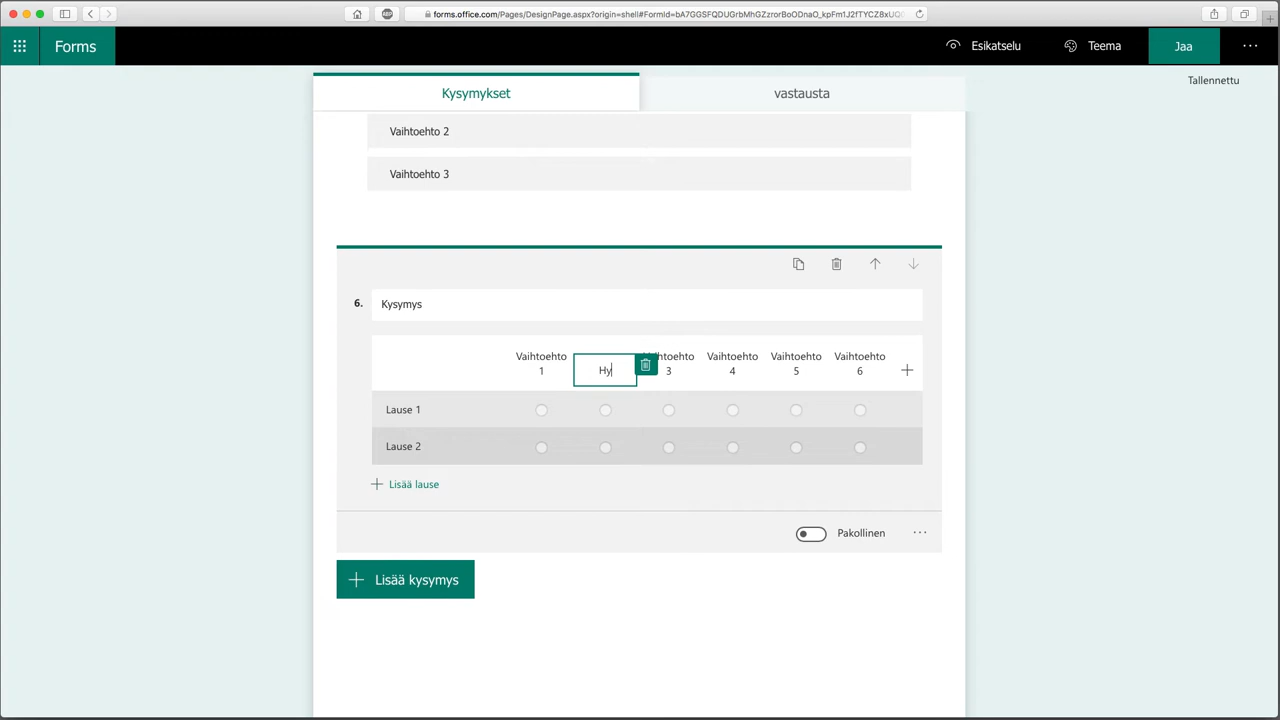 forms.office.com/Pages/DesignPage.aspx?origin=shell#FormId=
Forms
Esikatselu
Teema
Jaa
Tallennettu
Kysymykset
vastausta
Vaihtoehto 2
Vaihtoehto 3
6.
Kysymys
Vaihtoehto
1
Hy
3
Vaihtoehto
4
Vaihtoehto
5
Vaihtoehto
6
Lause 1
Lause 2
Lisää lause
Pakollinen
Lisää kysymys